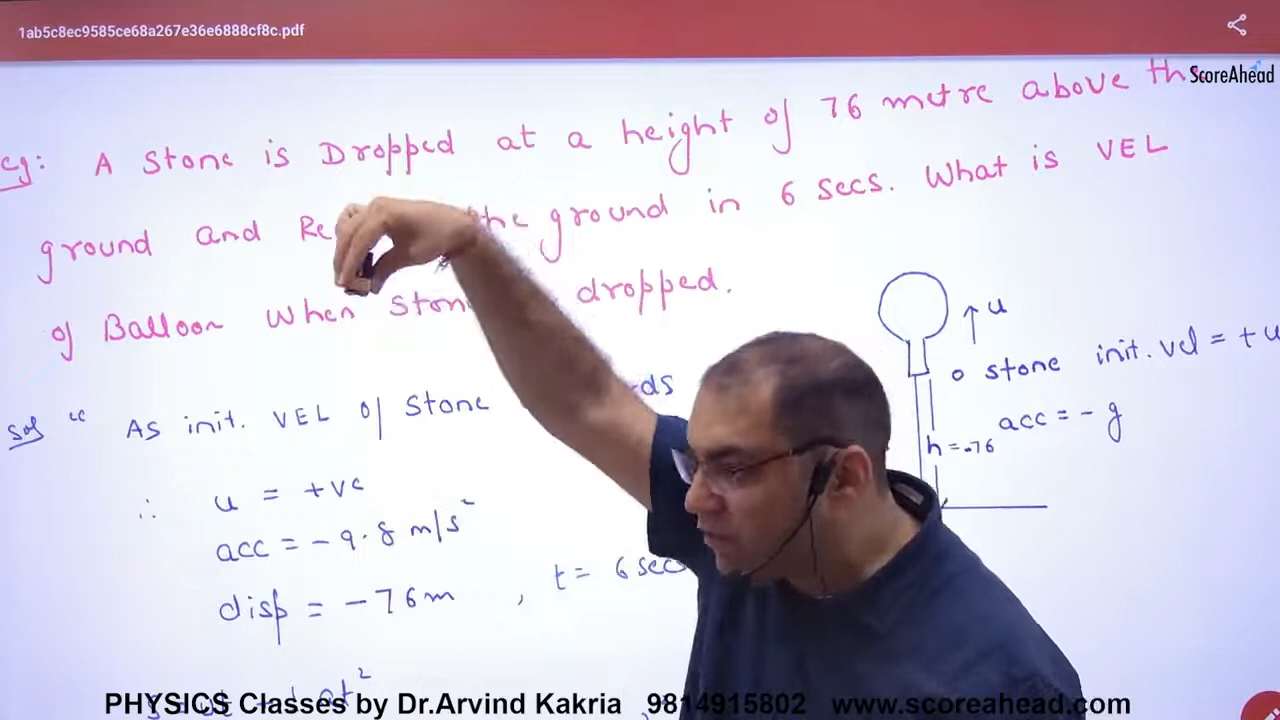 1ab5c8ec9585ce68a267e36e6888cf8c.pdf
ScoreAhead
eg: A stone is Dropped at a height of 76 metre above th
ground and Re the ground in 6 secs. What is VEL
of Balloon when stone dropped.
u
o stone init. vel = +u
acc = -g
h = -76
Sol " As init. VEL of stone ds
∴ u = +ve
acc = -9.8 m/s²
disp = -76m , t = 6 sec
PHYSICS Classes by Dr.Arvind Kakria 9814915802 www.scoreahead.com